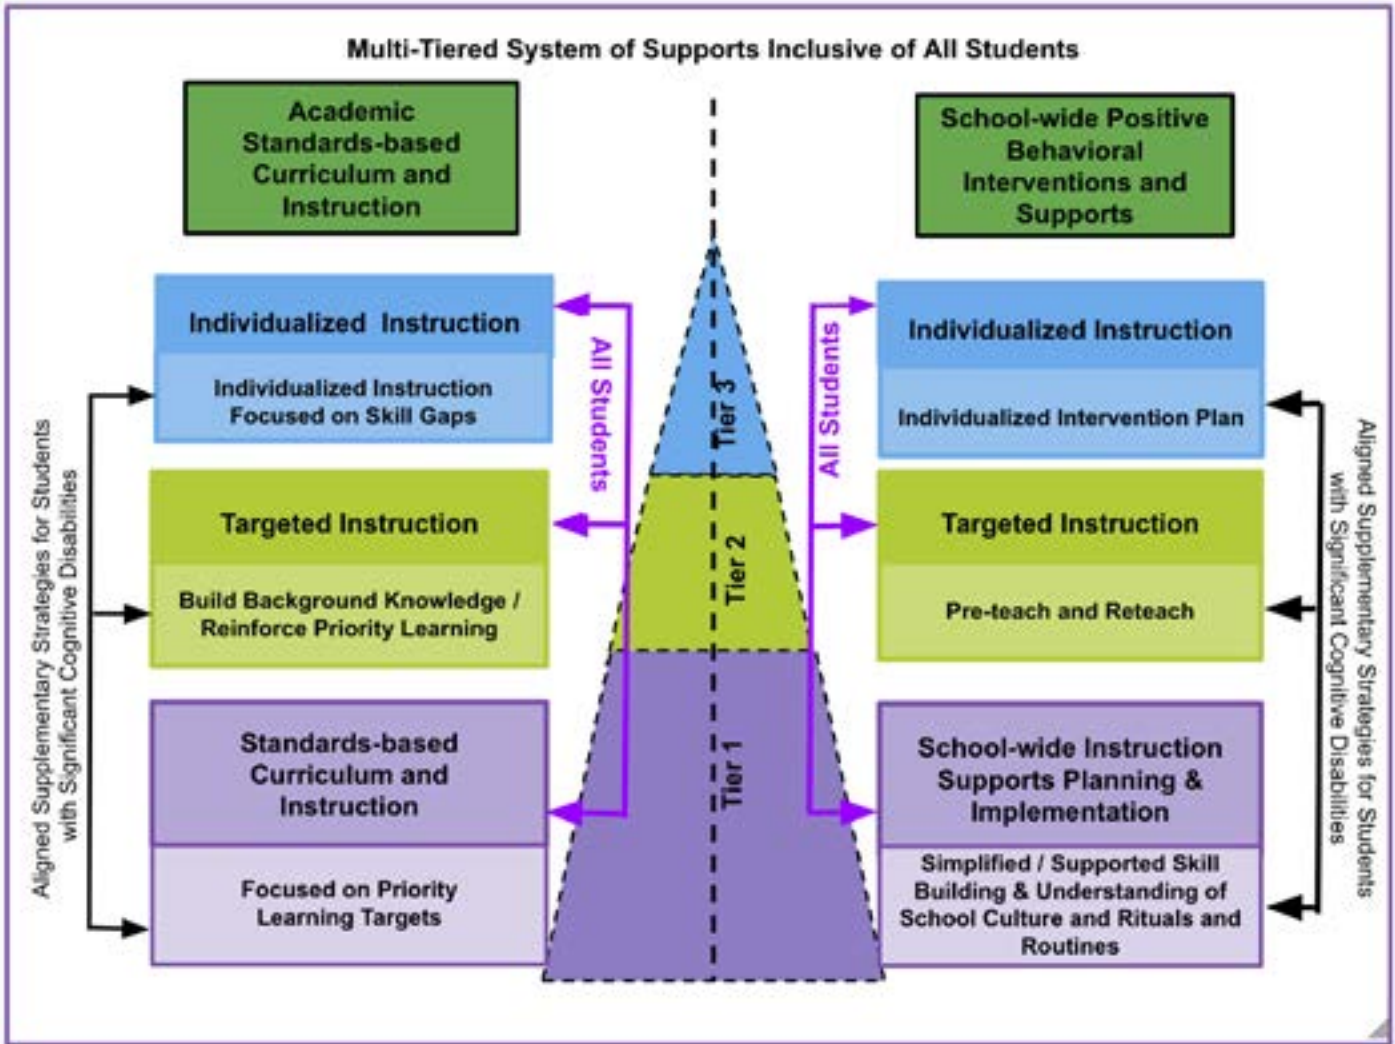 Multi-Tiered System of Supports Inclusive of All Students
Academic
Standards-based
Curriculum and
Instruction
School-wide Positive
Behavioral
Interventions and
Supports
Individualized Instruction
Individualized Instruction
Focused on Skill Gaps
Targeted Instruction
Build Background Knowledge /
Reinforce Priority Learning
Standards-based
Curriculum and
Instruction
Focused on Priority
Learning Targets
Aligned Supplementary Strategies for Students
with Significant Cognitive Disabilities
All Students
Tier 3
Tier 2
Tier 1
All Students
Individualized Instruction
Individualized Intervention Plan
Targeted Instruction
Pre-teach and Reteach
School-wide Instruction
Supports Planning &
Implementation
Simplified / Supported Skill
Building & Understanding of
School Culture and Rituals and
Routines
Aligned Supplementary Strategies for Students
with Significant Cognitive Disabilities